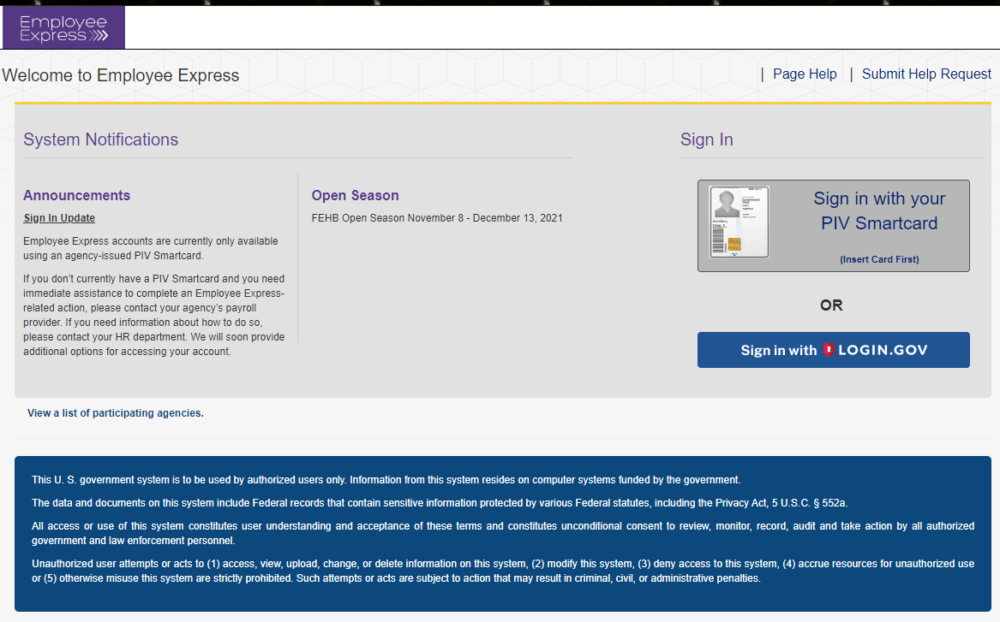 Employee
Express
Welcome to Employee Express
| Page Help | Submit Help Request
System Notifications
Announcements
Sign In Update
Employee Express accounts are currently only available
using an agency-issued PIV Smartcard.
If you don't currently have a PIV Smartcard and you need
immediate assistance to complete an Employee Express-
related action, please contact your agency's payroll
provider. If you need information about how to do so,
please contact your HR department. We will soon provide
additional options for accessing your account.
Open Season
FEHB Open Season November 8 - December 13, 2021
Sign In
Sign in with your
PIV Smartcard
(Insert Card First)
OR
Sign in with LOGIN.GOV
View a list of participating agencies.
This U. S. government system is to be used by authorized users only. Information from this system resides on computer systems funded by the government.
The data and documents on this system include Federal records that contain sensitive information protected by various Federal statutes, including the Privacy Act, 5 U.S.C. § 552a.
All access or use of this system constitutes user understanding and acceptance of these terms and constitutes unconditional consent to review, monitor, record, audit and take action by all authorized
government and law enforcement personnel.
Unauthorized user attempts or acts to (1) access, view, upload, change, or delete information on this system, (2) modify this system, (3) deny access to this system, (4) accrue resources for unauthorized use
or (5) otherwise misuse this system are strictly prohibited. Such attempts or acts are subject to action that may result in criminal, civil, or administrative penalties.